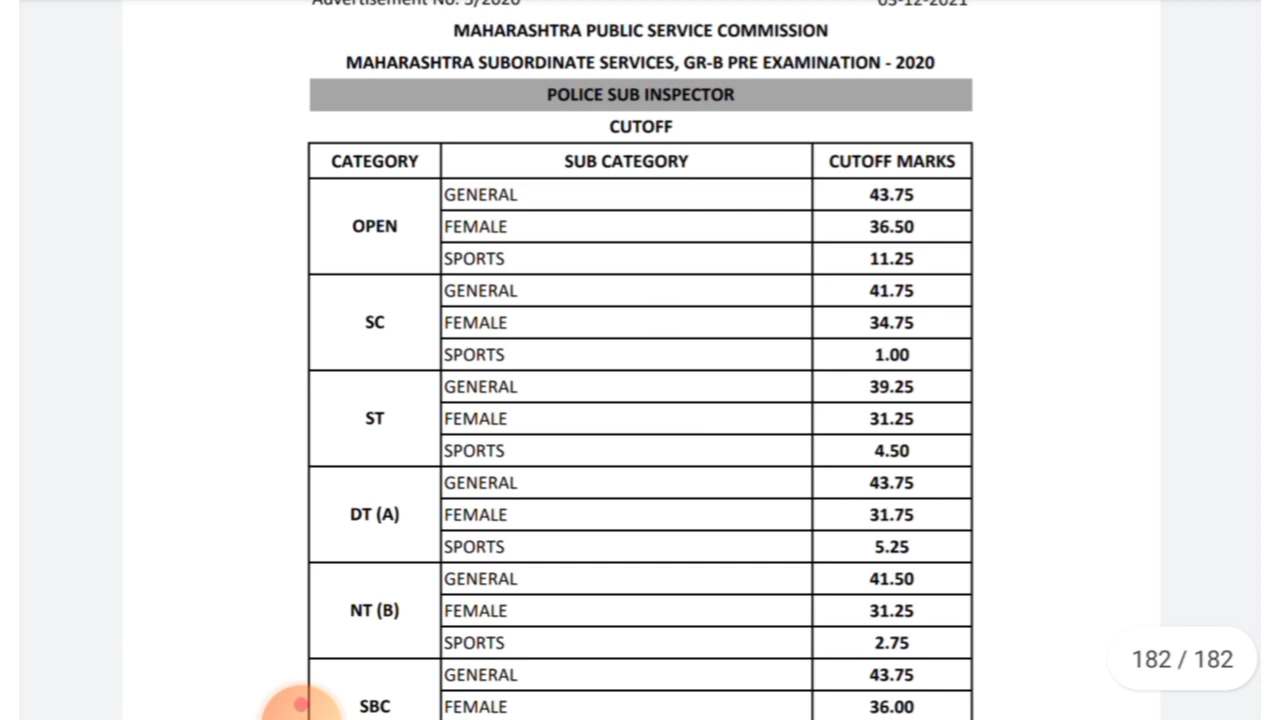 Advertisement No. 5/2020 03-12-2021
MAHARASHTRA PUBLIC SERVICE COMMISSION
MAHARASHTRA SUBORDINATE SERVICES, GR-B PRE EXAMINATION - 2020
POLICE SUB INSPECTOR
CUTOFF
CATEGORY SUB CATEGORY CUTOFF MARKS
OPEN
GENERAL 43.75
FEMALE 36.50
SPORTS 11.25
SC
GENERAL 41.75
FEMALE 34.75
SPORTS 1.00
ST
GENERAL 39.25
FEMALE 31.25
SPORTS 4.50
DT (A)
GENERAL 43.75
FEMALE 31.75
SPORTS 5.25
NT (B)
GENERAL 41.50
FEMALE 31.25
SPORTS 2.75
SBC
GENERAL 43.75
FEMALE 36.00
182 / 182